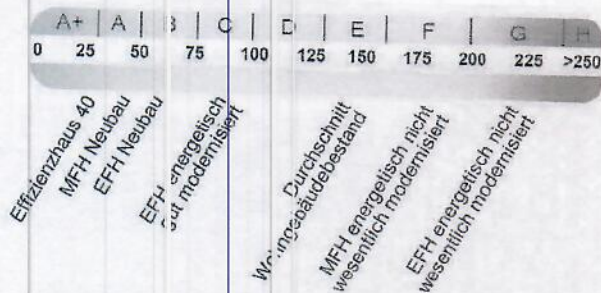 A+ | A | B | C | D | E | F | G | H
0 25 50 75 100 125 150 175 200 225 >250
Effizienzhaus 40
MFH Neubau
EFH Neubau
EFH energetisch
gut modernisiert
Durchschnitt
Wohngebäudebestand
MFH energetisch nicht
wesentlich modernisiert
EFH energetisch nicht
wesentlich modernisiert